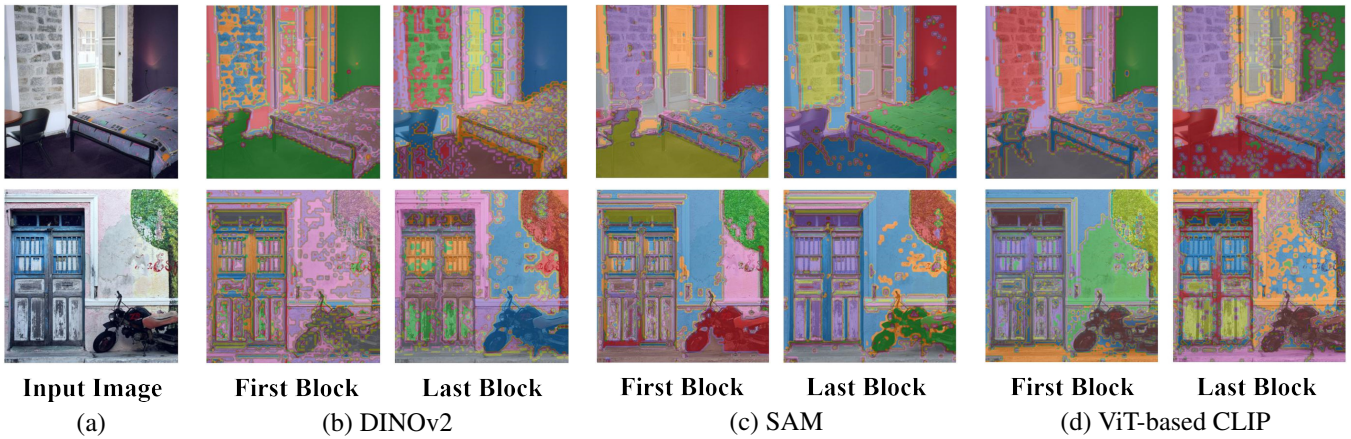 Input Image First Block Last Block First Block Last Block First Block Last Block
(a) (b) DINOv2 (c) SAM (d) ViT-based CLIP